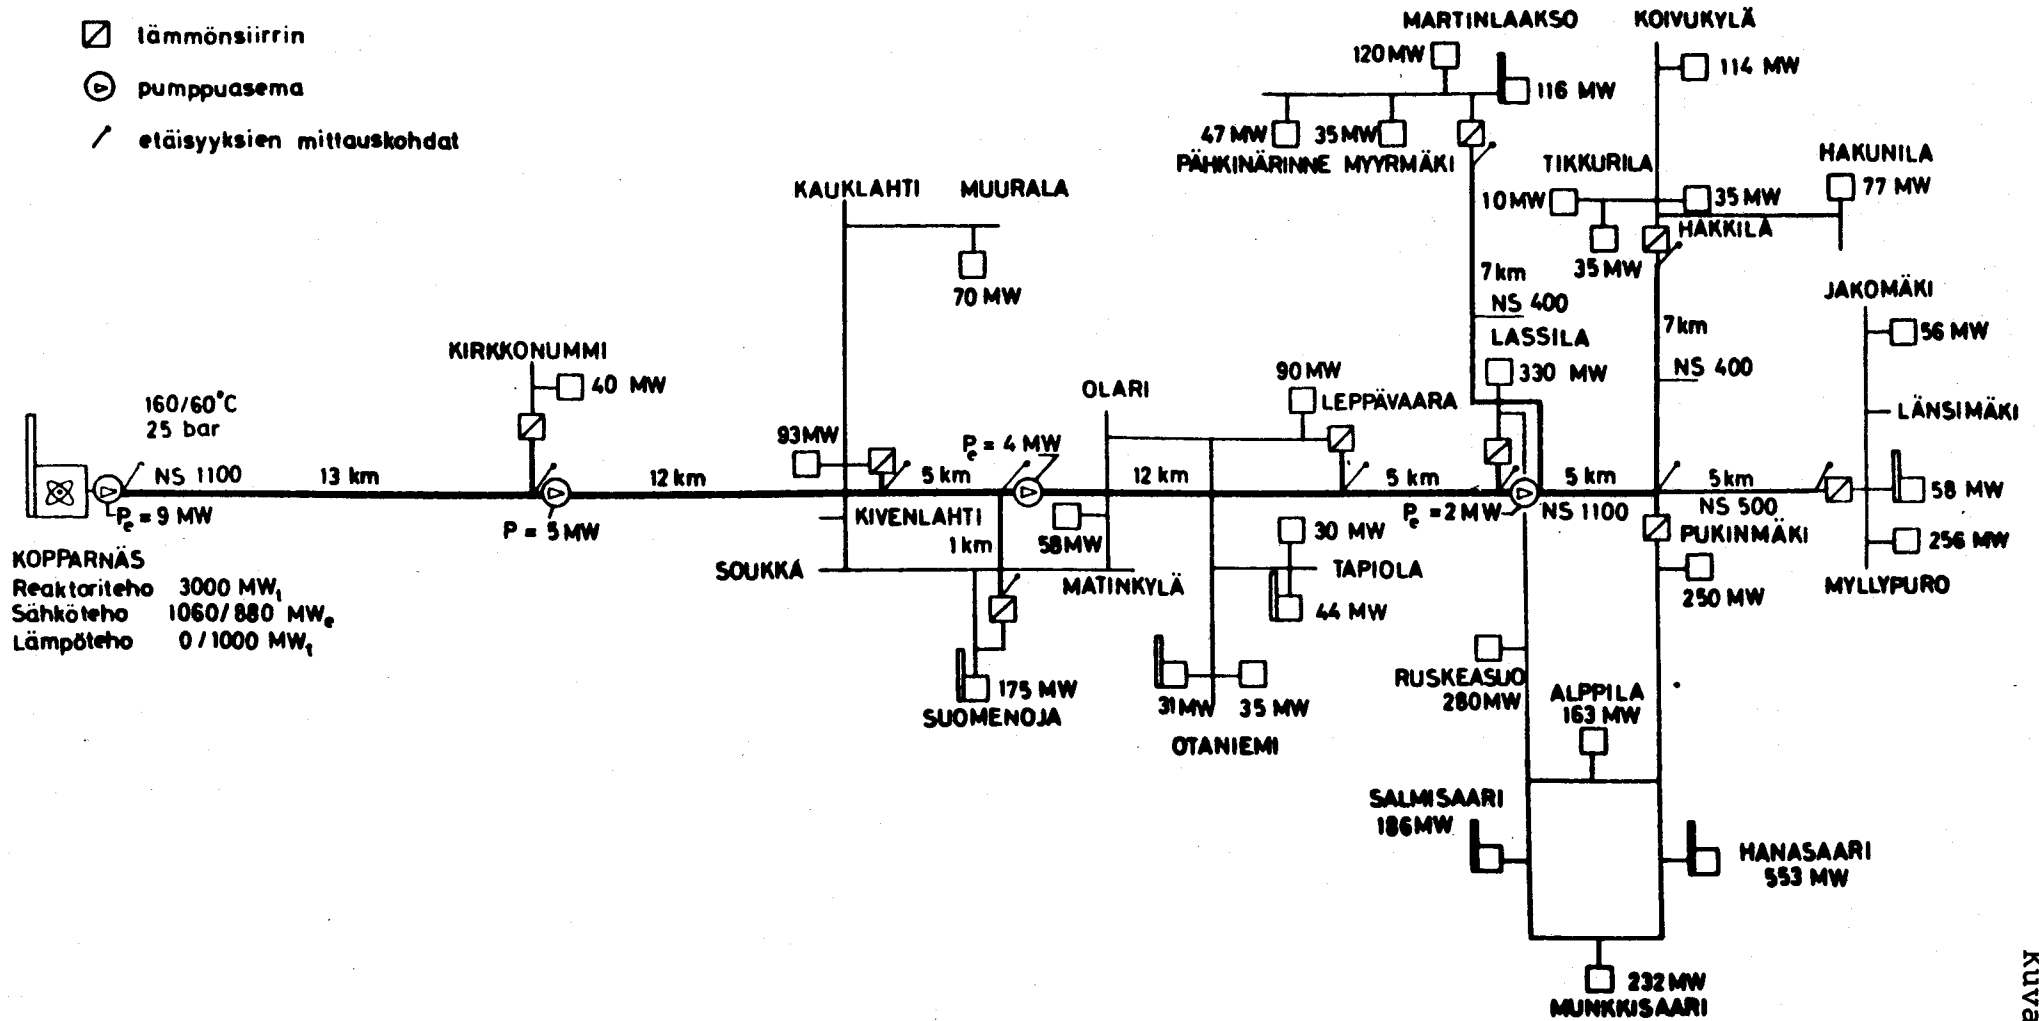 lämmönsiirrin
pumppuasema
etäisyyksien mittauskohdat
MARTINLAAKSO
KOIVUKYLÄ
120 MW
116 MW
114 MW
47 MW
35 MW
PÄHKINÄRINNE MYYRMÄKI
TIKKURILA
HAKUNILA
77 MW
10 MW
35 MW
HAKKILA
35 MW
KAUKLAHTI
MUURALA
70 MW
7 km
NS 400
LASSILA
330 MW
7 km
NS 400
JAKOMÄKI
56 MW
LÄNSIMÄKI
KIRKKONUMMI
40 MW
160/60°C
25 bar
OLARI
90 MW
LEPPÄVAARA
93 MW
Pe = 4 MW
NS 1100
13 km
12 km
5 km
12 km
5 km
5 km
5 km
58 MW
Pe = 9 MW
P = 5 MW
KIVENLAHTI
1 km
58 MW
Pe = 2 MW
NS 1100
NS 500
PUKINMÄKI
256 MW
30 MW
KOPPARNÄS
Reaktoriteho 3000 MWt
Sähköteho 1060/880 MWe
Lämpöteho 0/1000 MWt
SOUKKA
MATINKYLÄ
TAPIOLA
44 MW
250 MW
MYLLYPURO
175 MW
SUOMENOJA
31 MW
35 MW
OTANIEMI
RUSKEASUO
280 MW
ALPPILA
163 MW
SALMISAARI
186 MW
HANASAARI
553 MW
232 MW
MUNKKISAARI
Kuva